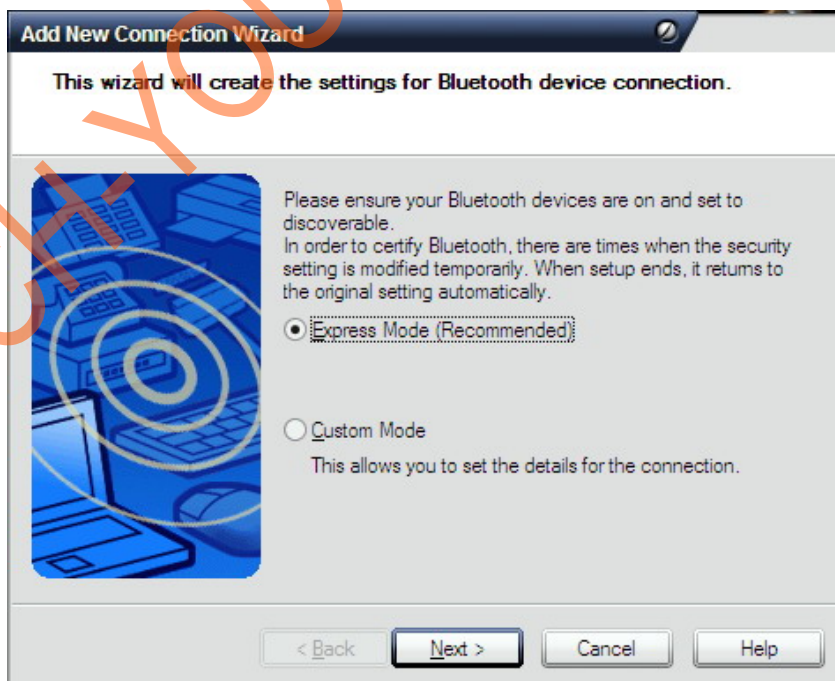 Add New Connection Wizard
This wizard will create the settings for Bluetooth device connection.
Please ensure your Bluetooth devices are on and set to
discoverable.
In order to certify Bluetooth, there are times when the security
setting is modified temporarily. When setup ends, it returns to
the original setting automatically.
Express Mode (Recommended)
Custom Mode
This allows you to set the details for the connection.
< Back
Next >
Cancel
Help